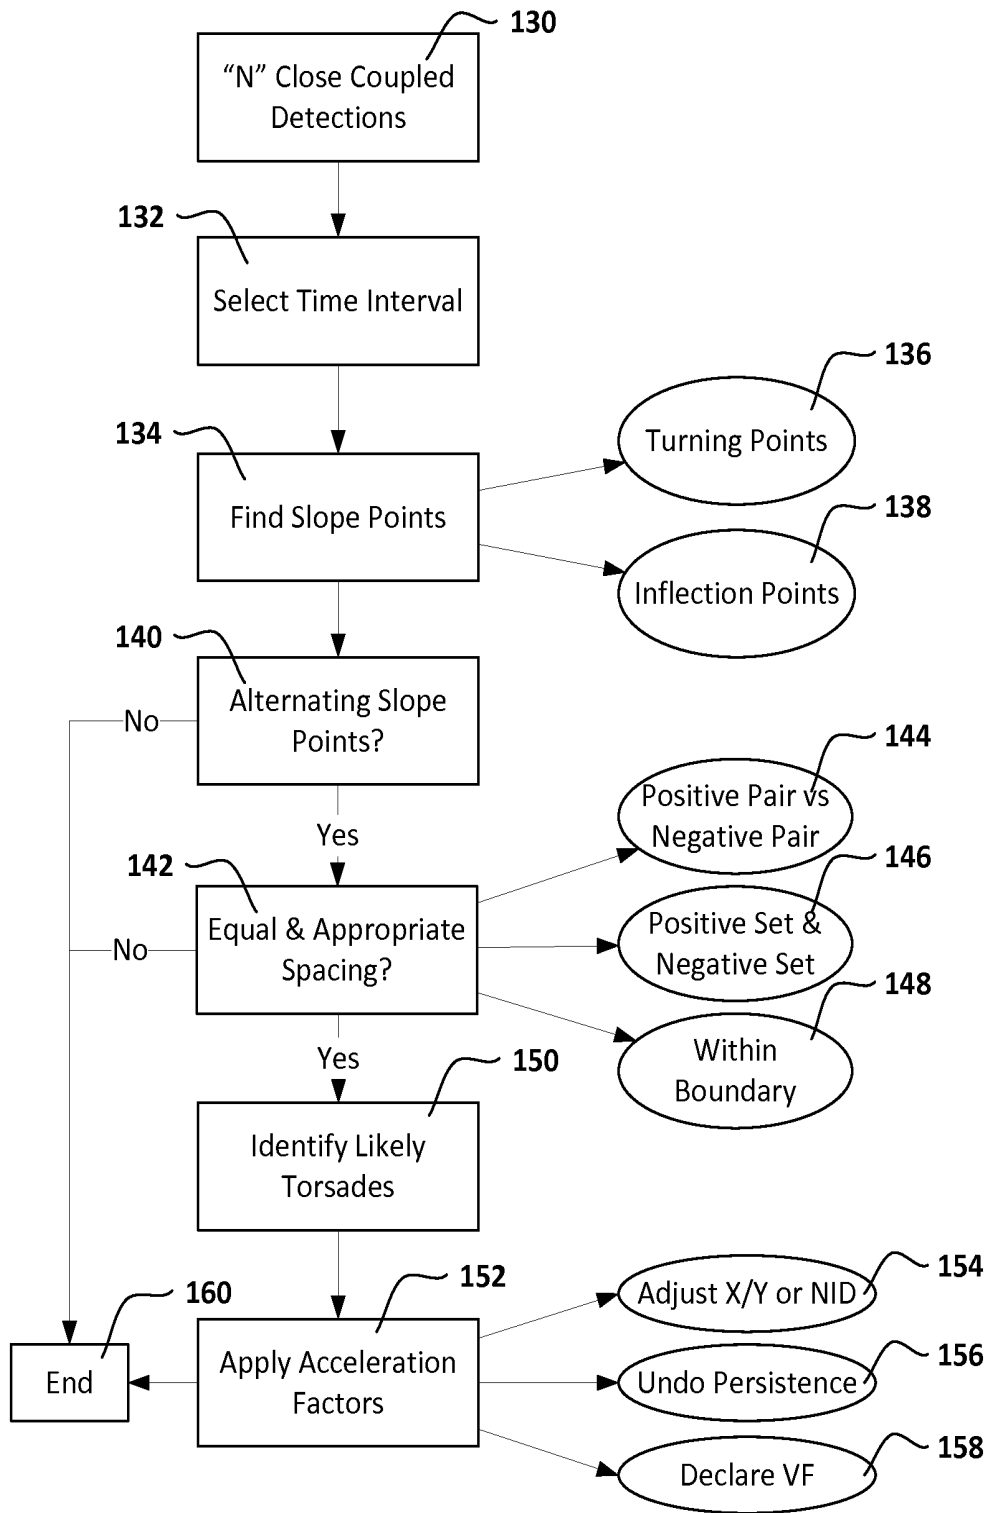 130
“N” Close Coupled
Detections
132
Select Time Interval
134
Find Slope Points
136
Turning Points
138
Inflection Points
140
Alternating Slope
Points?
No
Yes
142
Equal & Appropriate
Spacing?
No
144
Positive Pair vs
Negative Pair
146
Positive Set &
Negative Set
148
Within
Boundary
Yes
150
Identify Likely
Torsades
152
Apply Acceleration
Factors
154
Adjust X/Y or NID
156
Undo Persistence
158
Declare VF
160
End